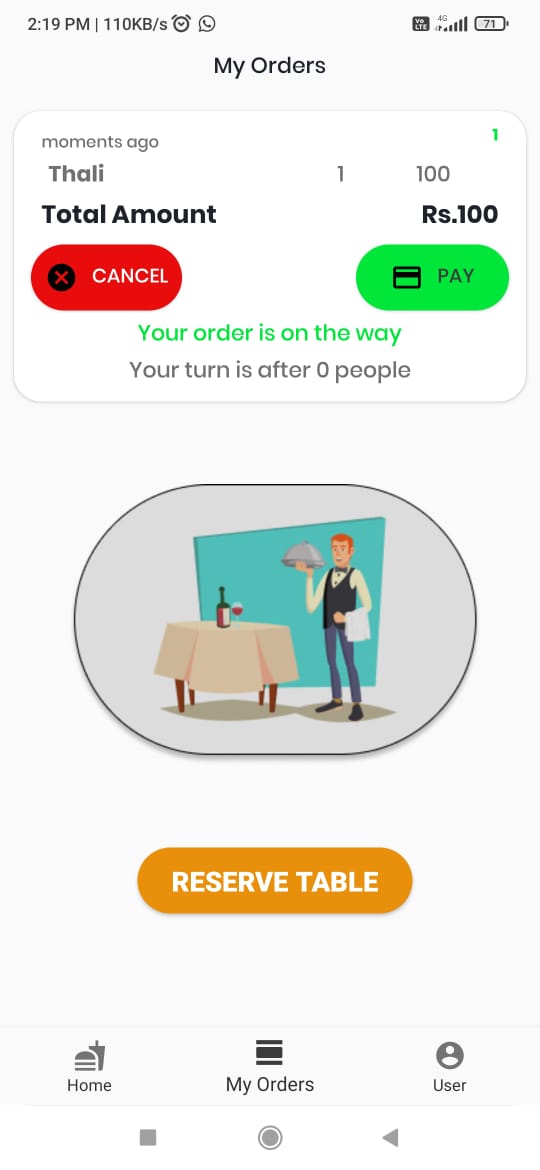 2:19 PM | 110KB/s
Vo LTE 4G 71
My Orders
1
moments ago
Thali 1 100
Total Amount Rs.100
CANCEL PAY
Your order is on the way
Your turn is after 0 people
RESERVE TABLE
Home My Orders User